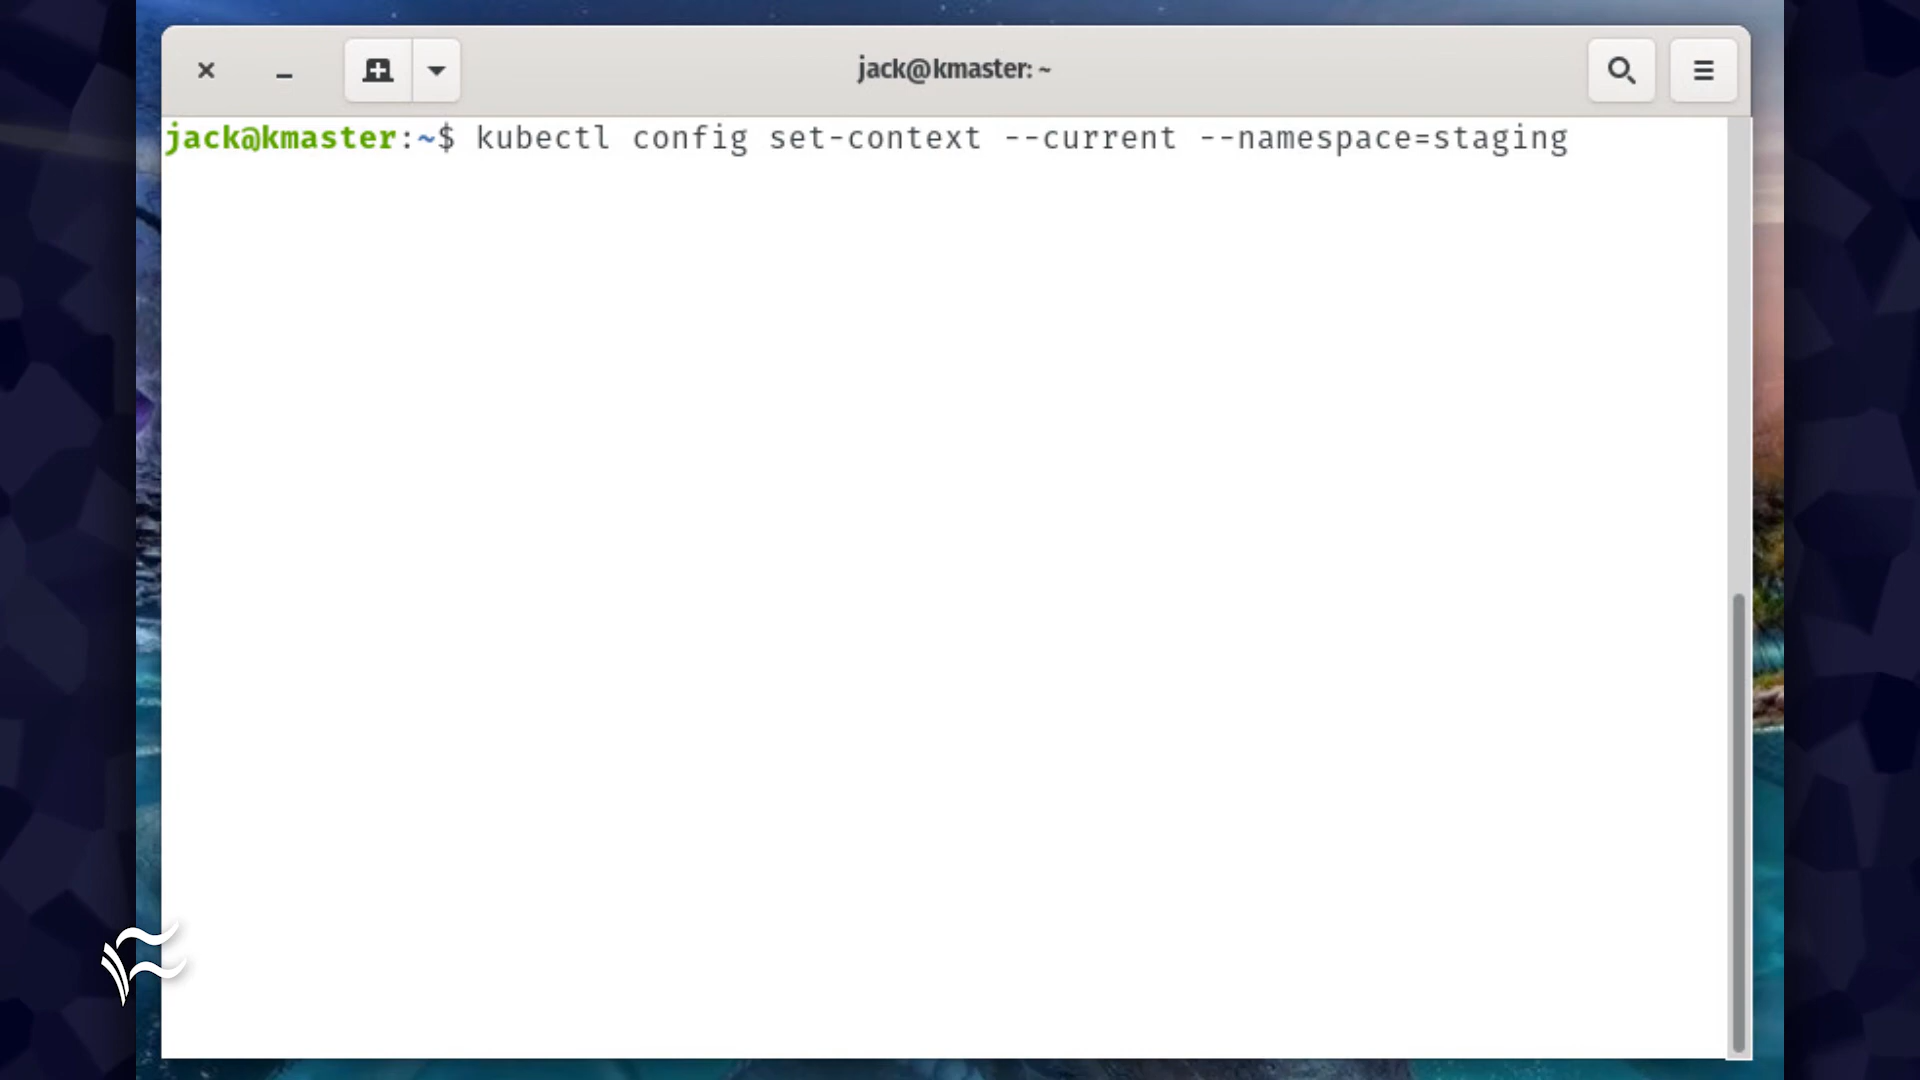 jack@kmaster: ~
jack@kmaster:~$ kubectl config set-context --current --namespace=staging